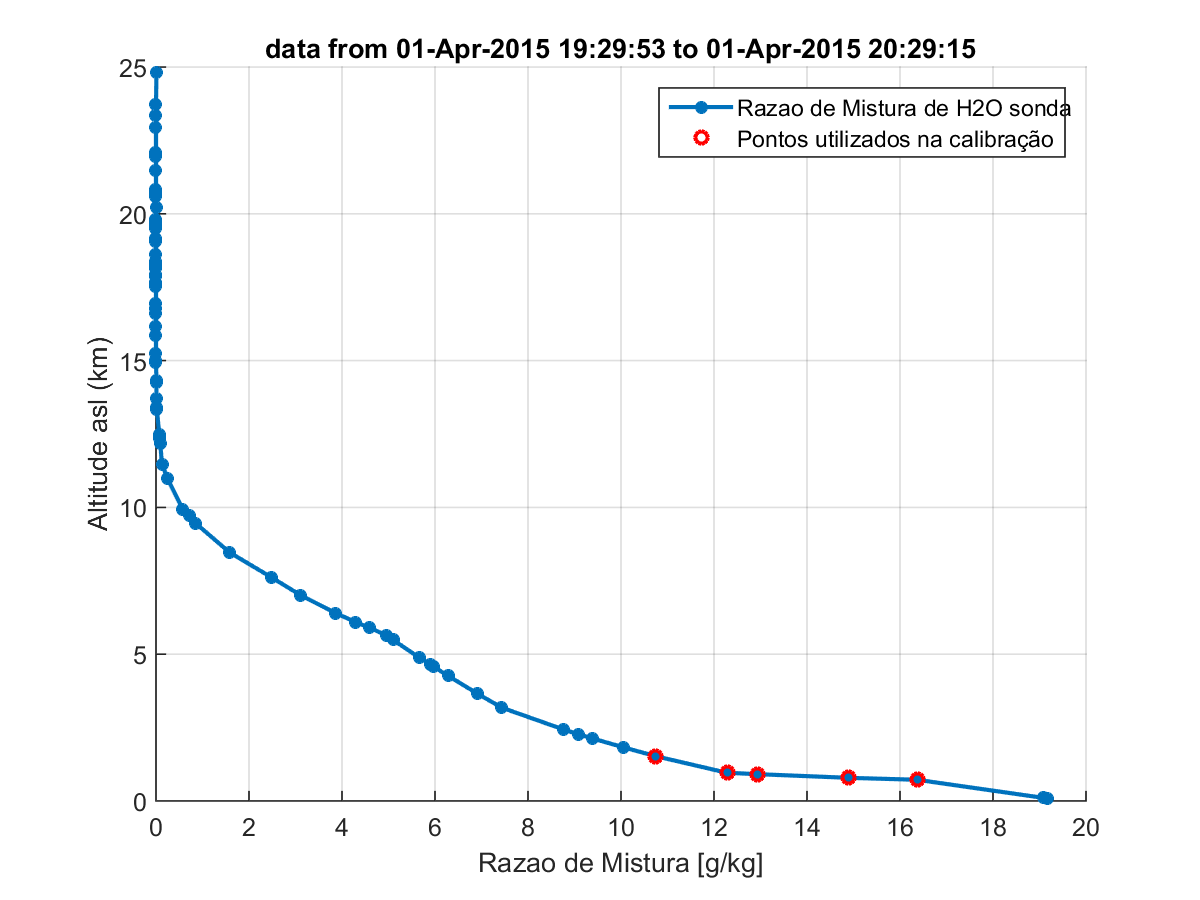 data from 01-Apr-2015 19:29:53 to 01-Apr-2015 20:29:15
Razao de Mistura de H2O sonda
Pontos utilizados na calibração
25
20
15
10
5
0
Altitude asl (km)
0 2 4 6 8 10 12 14 16 18 20
Razao de Mistura [g/kg]